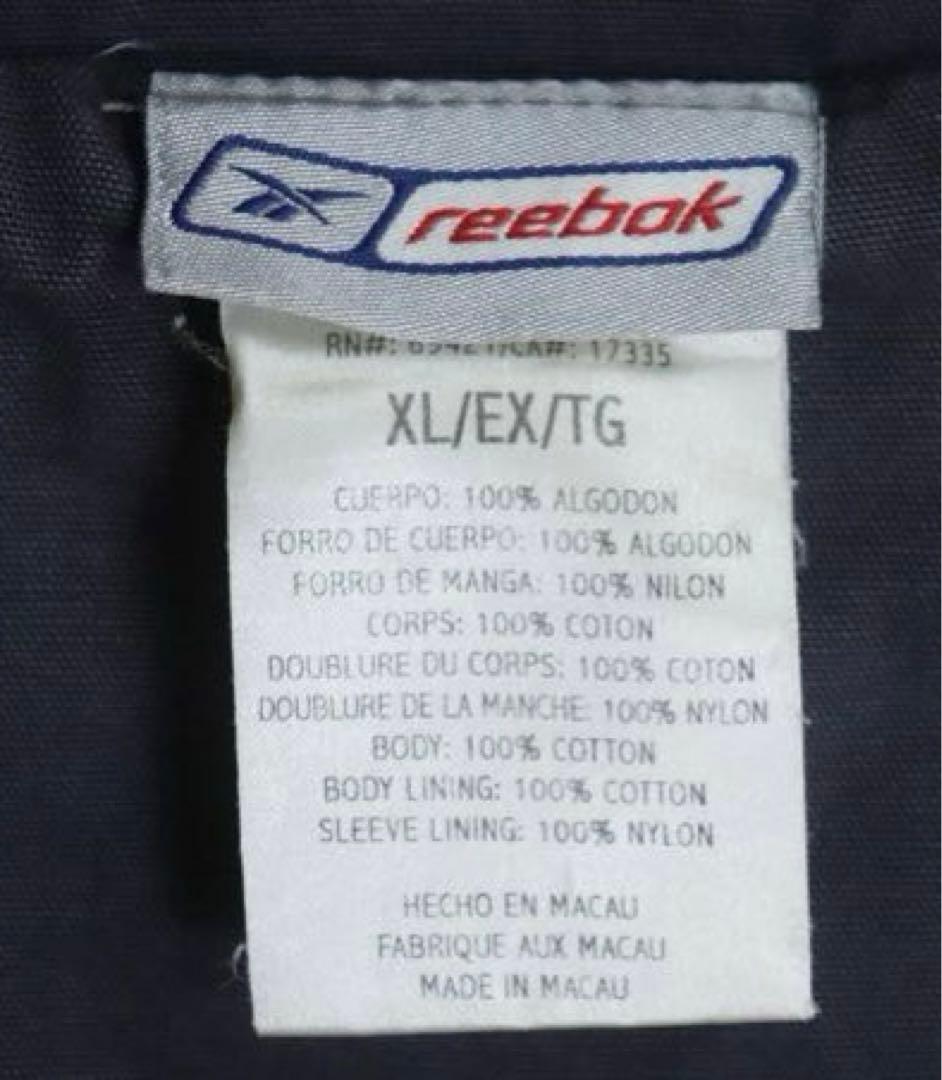 reebok
RN#: /CA#: 17335
XL/EX/TG
CUERPO: 100% ALGODON
FORRO DE CUERPO: 100% ALGODON
FORRO DE MANGA: 100% NILON
CORPS: 100% COTON
DOUBLURE DU CORPS: 100% COTON
DOUBLURE DE LA MANCHE: 100% NYLON
BODY: 100% COTTON
BODY LINING: 100% COTTON
SLEEVE LINING: 100% NYLON
HECHO EN MACAU
FABRIQUE AUX MACAU
MADE IN MACAU